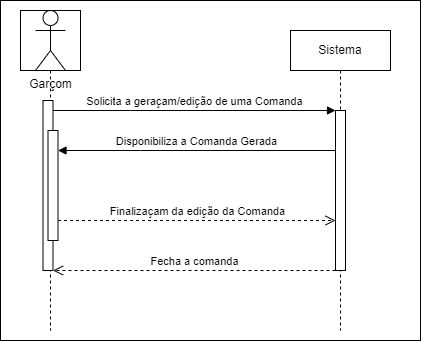 Garçom
Sistema
Solicita a geraçam/edição de uma Comanda
Disponibiliza a Comanda Gerada
Finalizaçam da edição da Comanda
Fecha a comanda